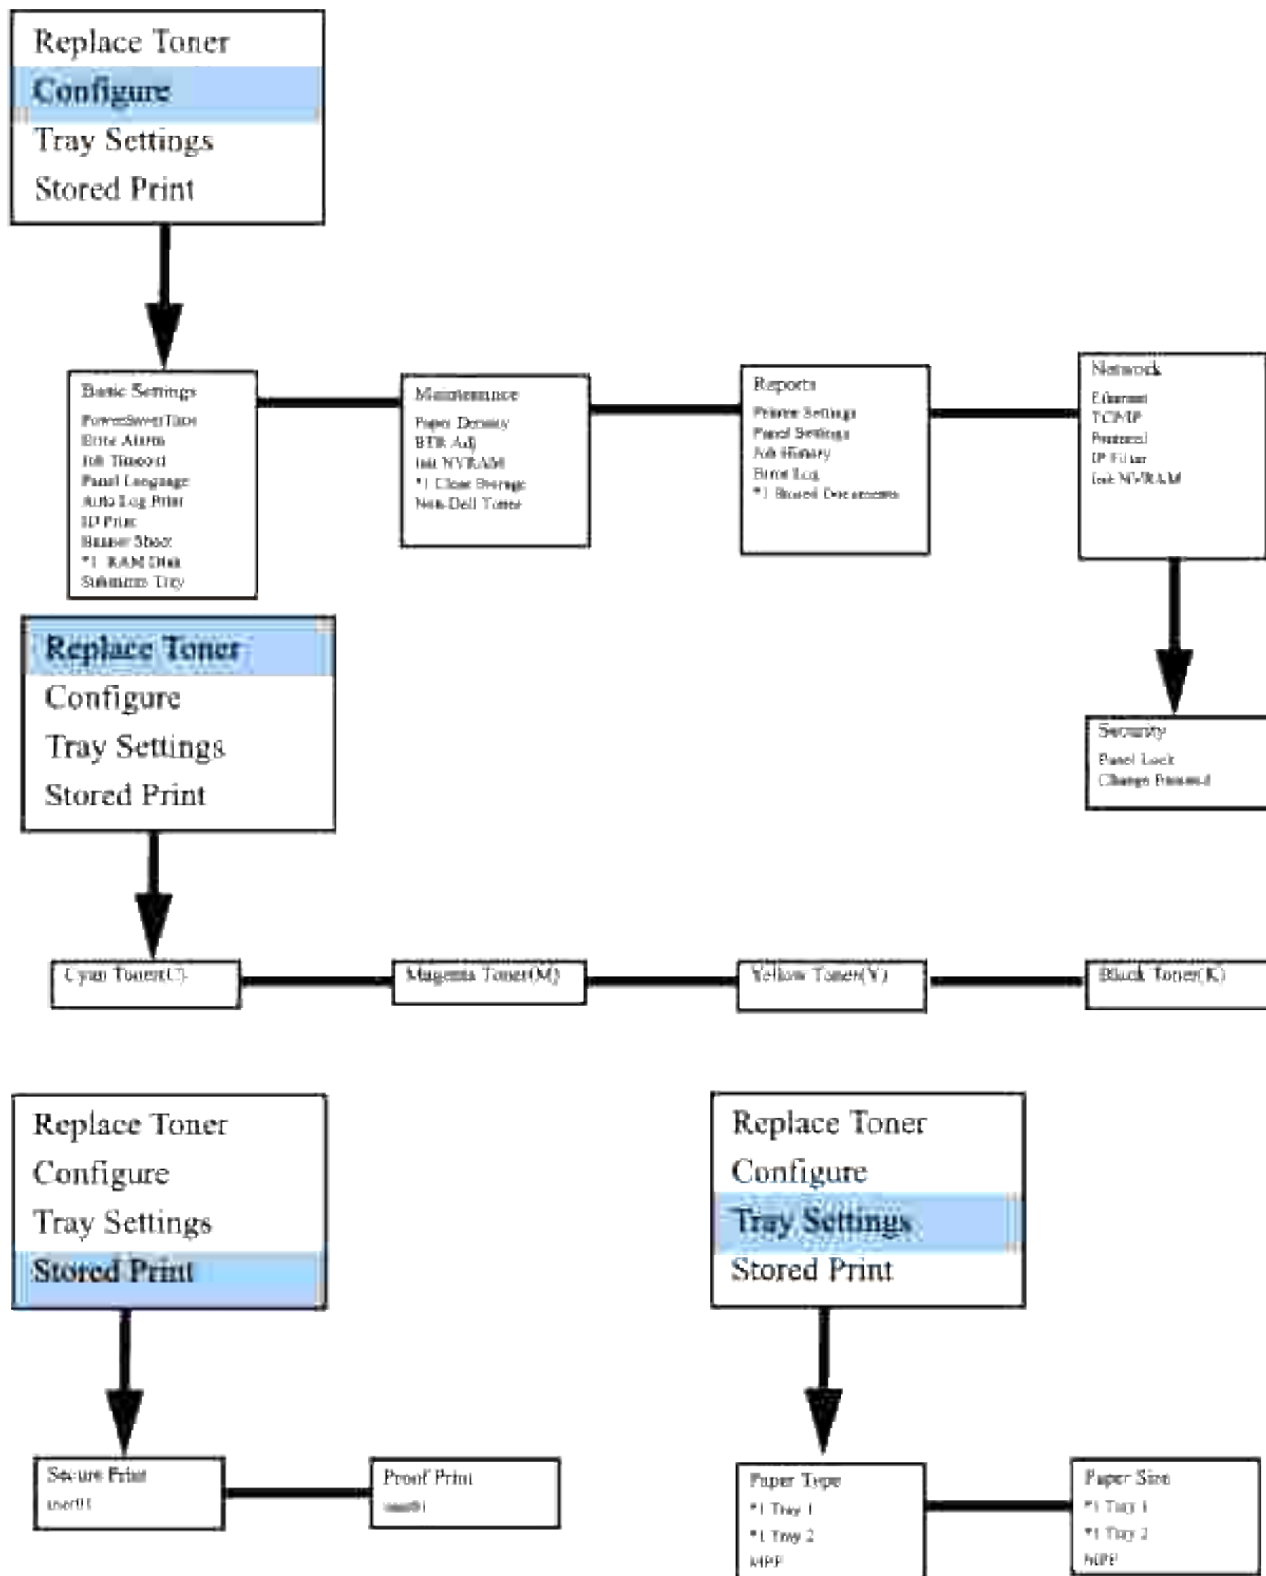 Replace Toner
Configure
Tray Settings
Stored Print
Basic Settings
PowerSaverTime
Error Alarm
Job Timeout
Panel Language
Auto Log Print
ID Print
Banner Sheet
*1 RAM Disk
Substitute Tray
Maintenance
Paper Density
BTR Adj
Init NVRAM
*1 Clear Storage
Non-Dell Toner
Reports
Printer Settings
Panel Settings
Job History
Error Log
*1 Stored Documents
Network
Ethernet
TCP/IP
Protocol
IP Filter
Init NVRAM
Security
Panel Lock
Change Password
Replace Toner
Configure
Tray Settings
Stored Print
Cyan Toner(C)
Magenta Toner(M)
Yellow Toner(Y)
Black Toner(K)
Replace Toner
Configure
Tray Settings
Stored Print
Secure Print
user01
Proof Print
user01
Replace Toner
Configure
Tray Settings
Stored Print
Paper Type
*1 Tray 1
*1 Tray 2
MPF
Paper Size
*1 Tray 1
*1 Tray 2
MPF